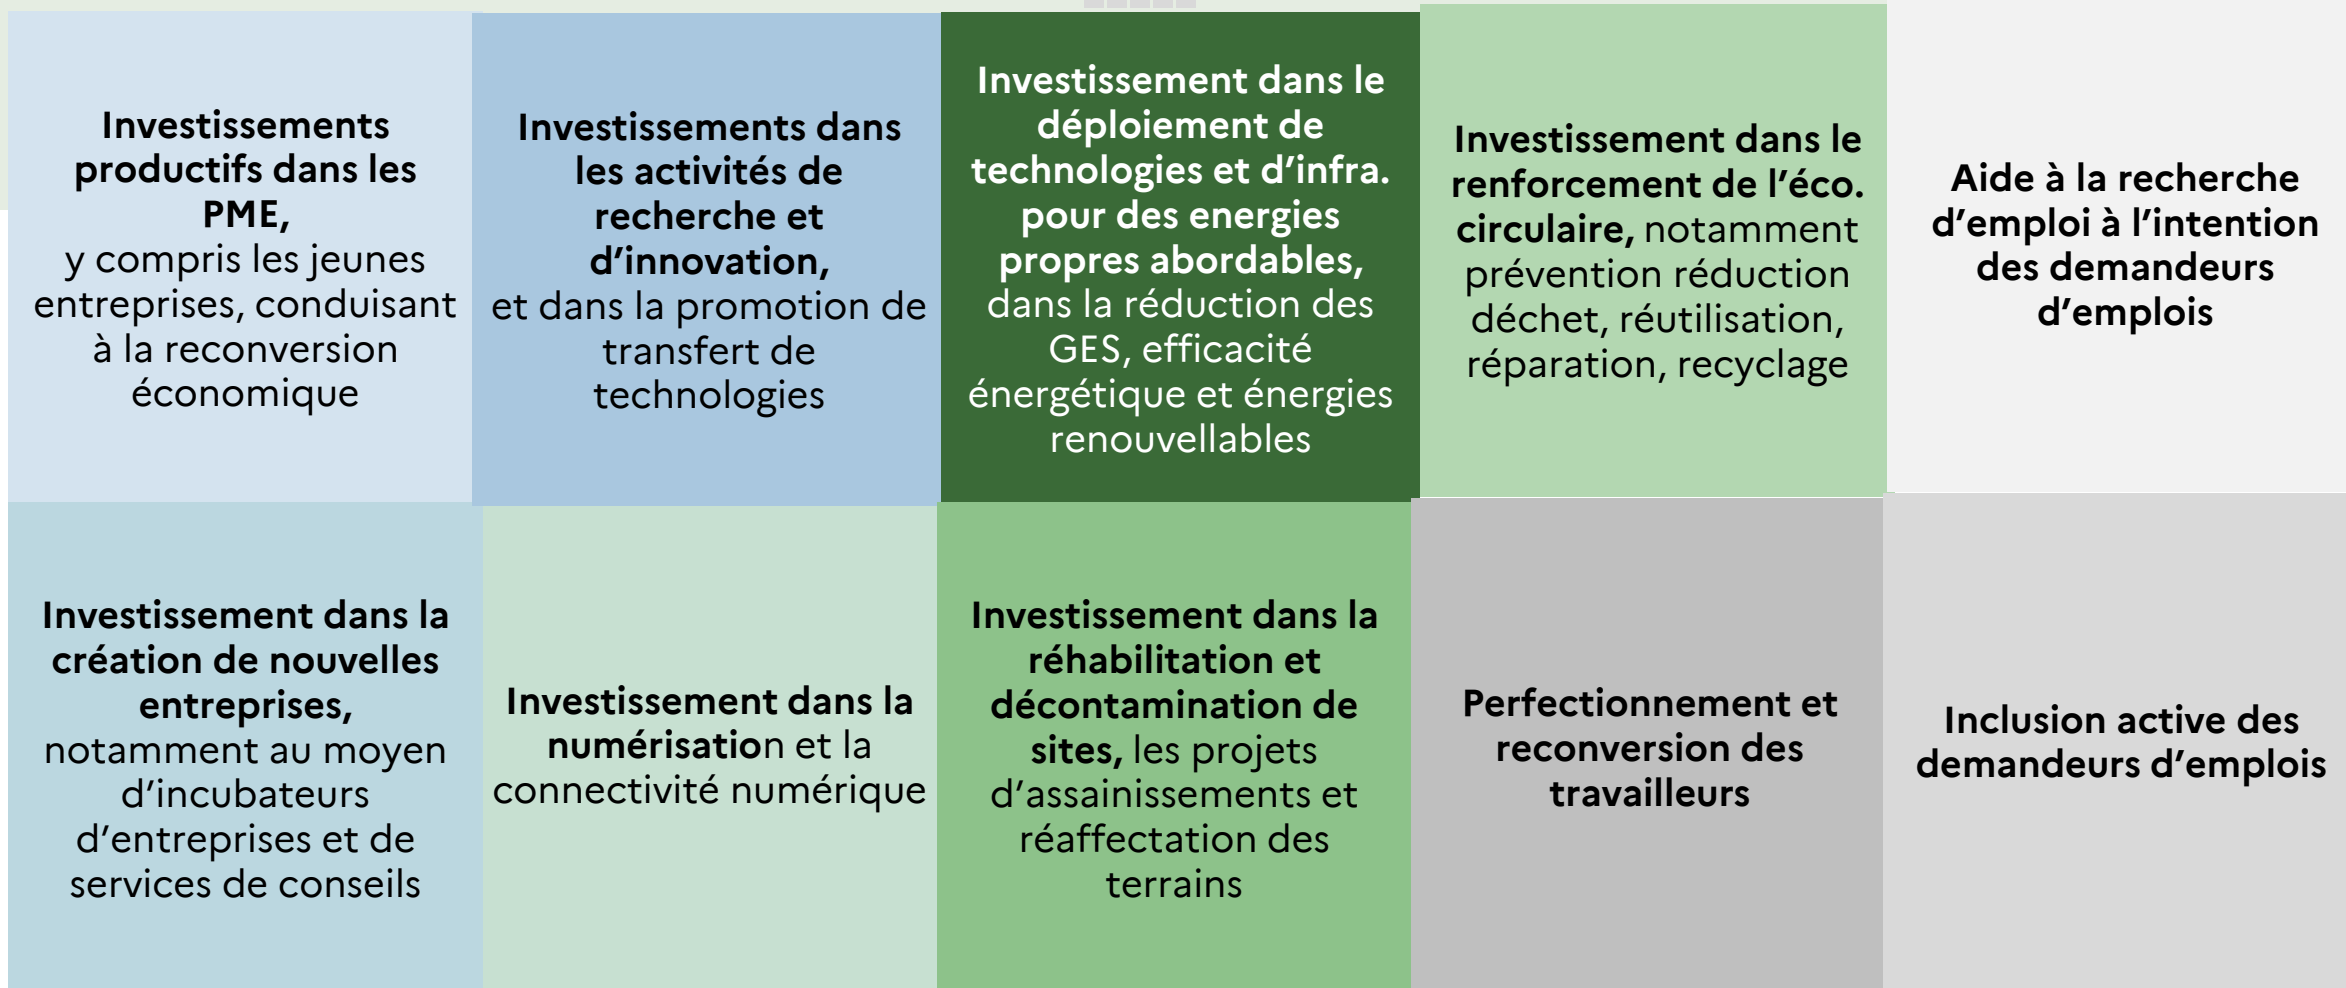 Investissements
productifs dans les
PME,
y compris les jeunes
entreprises, conduisant
à la reconversion
économique
Investissements dans
les activités de
recherche et
d’innovation,
et dans la promotion de
transfert de
technologies
Investissement dans le
déploiement de
technologies et d’infra.
pour des energies
propres abordables,
dans la réduction des
GES, efficacité
énergétique et énergies
renouvellables
Investissement dans le
renforcement de l’éco.
circulaire, notamment
prévention réduction
déchet, réutilisation,
réparation, recyclage
Aide à la recherche
d’emploi à l’intention
des demandeurs
d’emplois
Investissement dans la
création de nouvelles
entreprises,
notamment au moyen
d’incubateurs
d’entreprises et de
services de conseils
Investissement dans la
numérisation et la
connectivité numérique
Investissement dans la
réhabilitation et
décontamination de
sites, les projets
d’assainissements et
réaffectation des
terrains
Perfectionnement et
reconversion des
travailleurs
Inclusion active des
demandeurs d’emplois